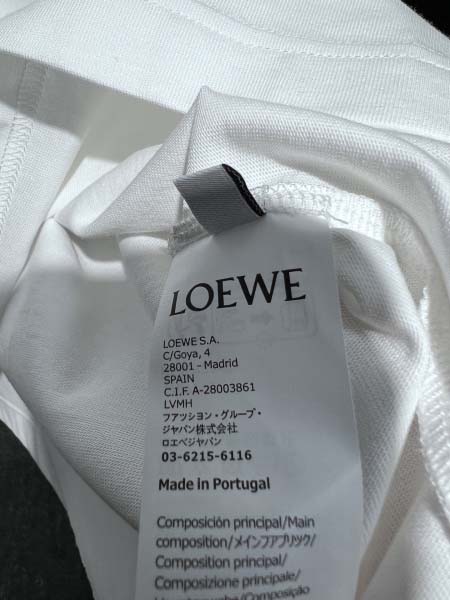 LOEWE
LOEWE S.A.
C/Goya, 4
28001 - Madrid
SPAIN
C.I.F. A-28003861
LVMH
ファッション・グループ・
ジャパン株式会社
ロエベジャパン
03-6215-6116
Made in Portugal
Composición principal/Main
composition/メインファブリック/
Composition principal/
Composizione principale/